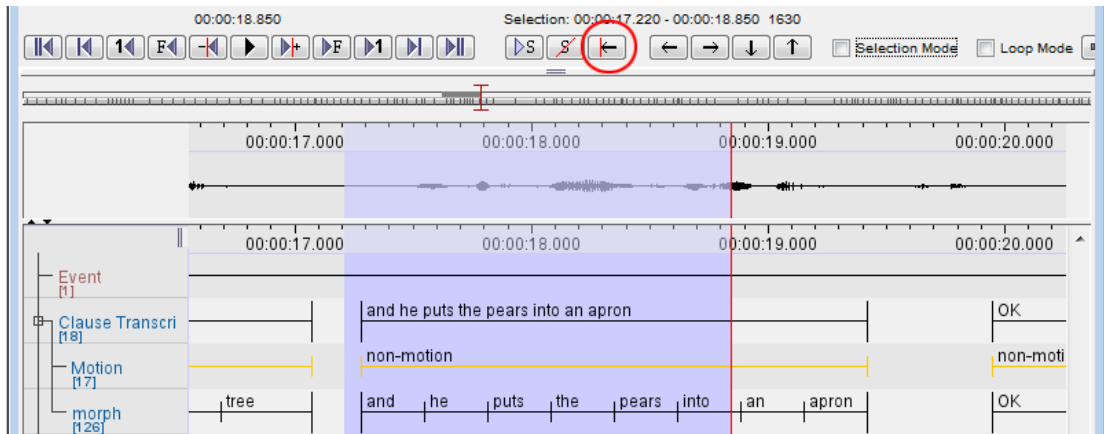 00:00:18.850 Selection: 00:00:17.220 - 00:00:18.850 1630
1 F + F 1 S S Selection Mode Loop Mode
00:00:17.000 00:00:18.000 00:00:19.000 00:00:20.000
00:00:17.000 00:00:18.000 00:00:19.000 00:00:20.000
Event
[1]
Clause Transcri and he puts the pears into an apron OK
[18]
Motion non-motion non-moti
[17]
morph tree and he puts the pears into an apron OK
[126]